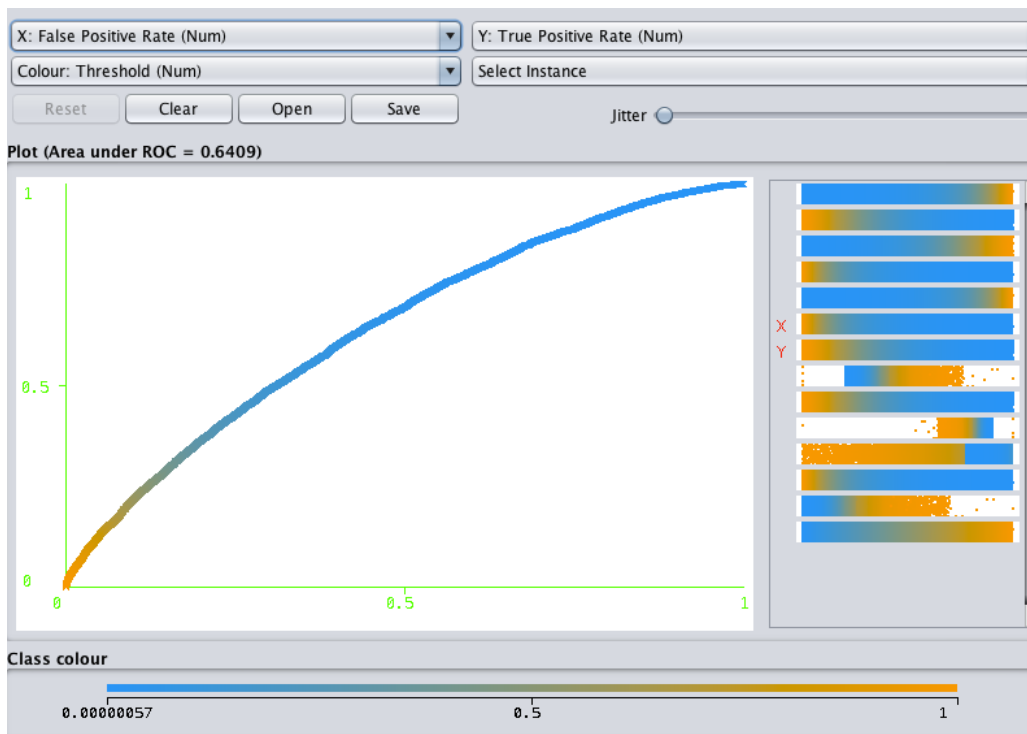 X: False Positive Rate (Num) Y: True Positive Rate (Num)
Colour: Threshold (Num) Select Instance
Reset Clear Open Save Jitter
Plot (Area under ROC = 0.6409)
1
X
Y
0.5
0
0 0.5 1
Class colour
0.00000057 0.5 1